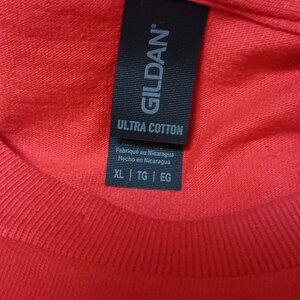 GILDAN®
ULTRA COTTON
Fabriqué au Nicaragua
Hecho en Nicaragua
XL | TG | EG